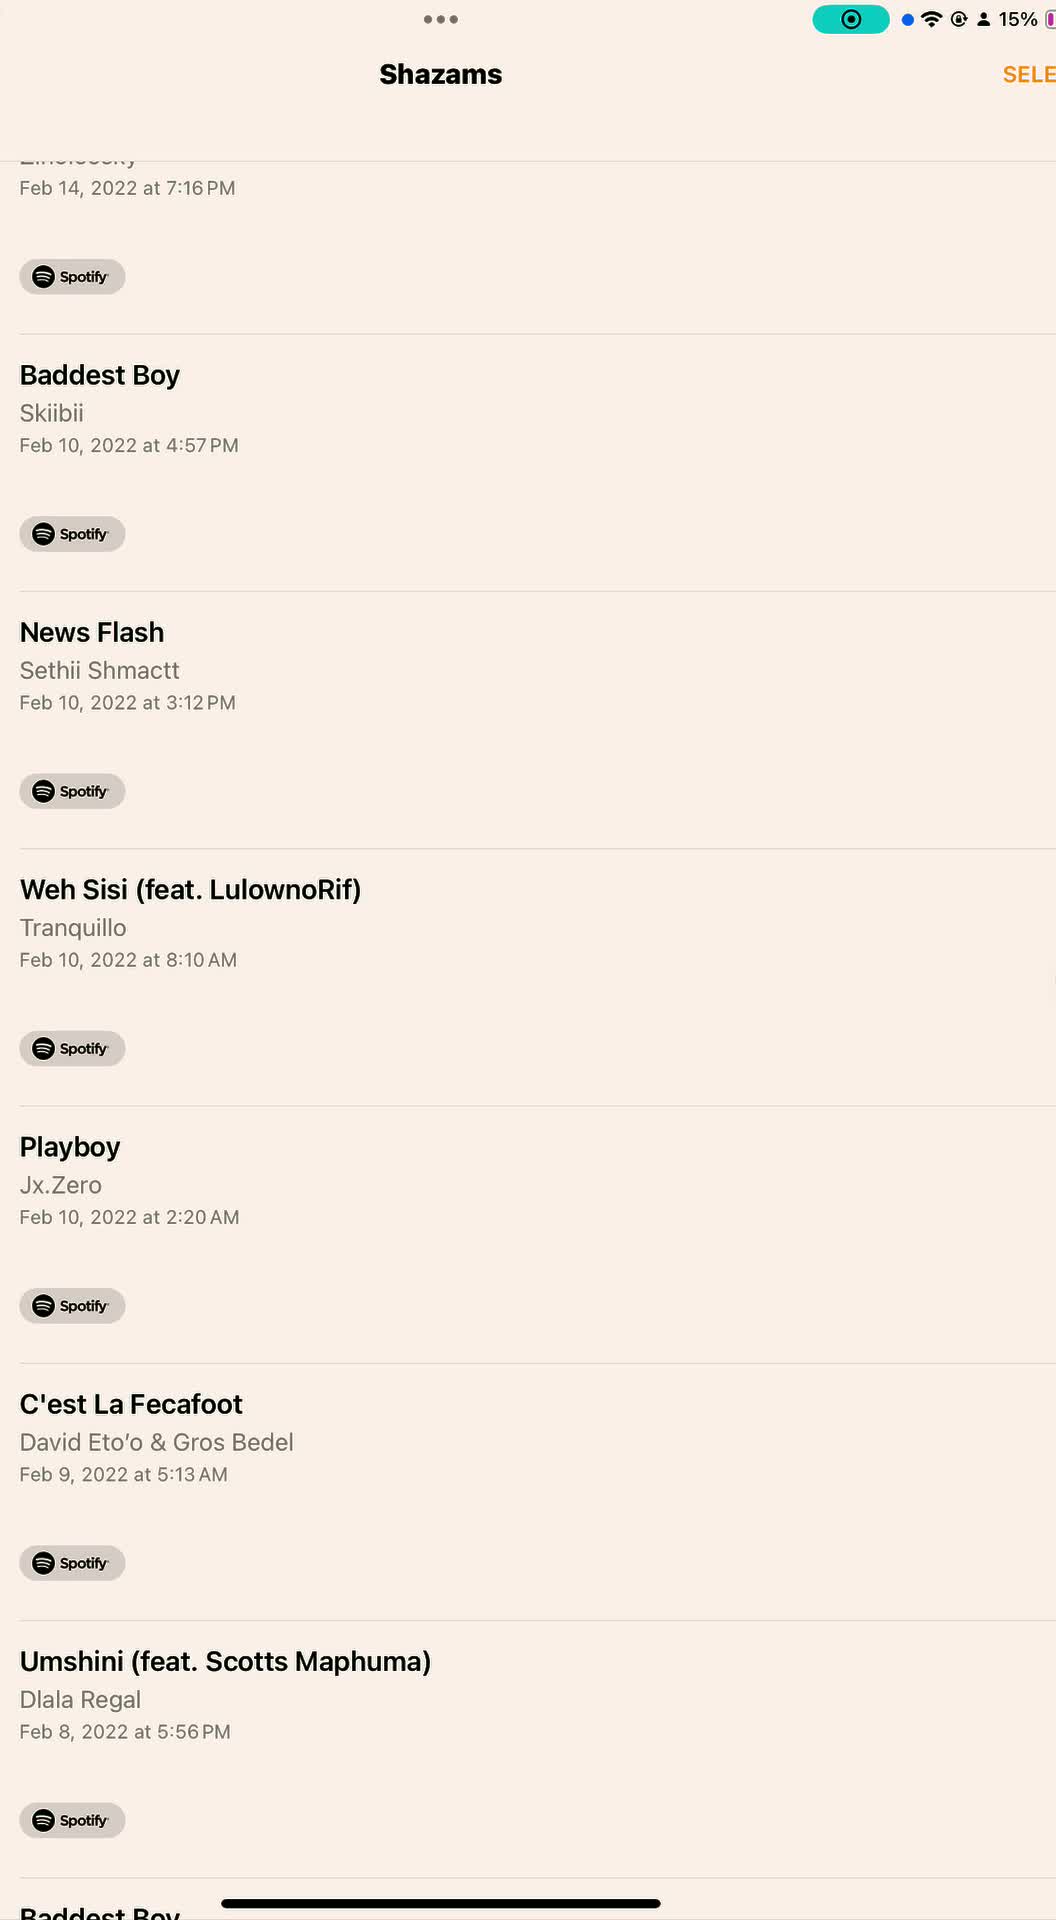 15%
Shazams
SELE
Feb 14, 2022 at 7:16 PM
Spotify
Baddest Boy
Skiibii
Feb 10, 2022 at 4:57 PM
Spotify
News Flash
Sethii Shmactt
Feb 10, 2022 at 3:12 PM
Spotify
Weh Sisi (feat. LulownoRif)
Tranquillo
Feb 10, 2022 at 8:10 AM
Spotify
Playboy
Jx.Zero
Feb 10, 2022 at 2:20 AM
Spotify
C'est La Fecafoot
David Eto’o & Gros Bedel
Feb 9, 2022 at 5:13 AM
Spotify
Umshini (feat. Scotts Maphuma)
Dlala Regal
Feb 8, 2022 at 5:56 PM
Spotify
Baddest Boy